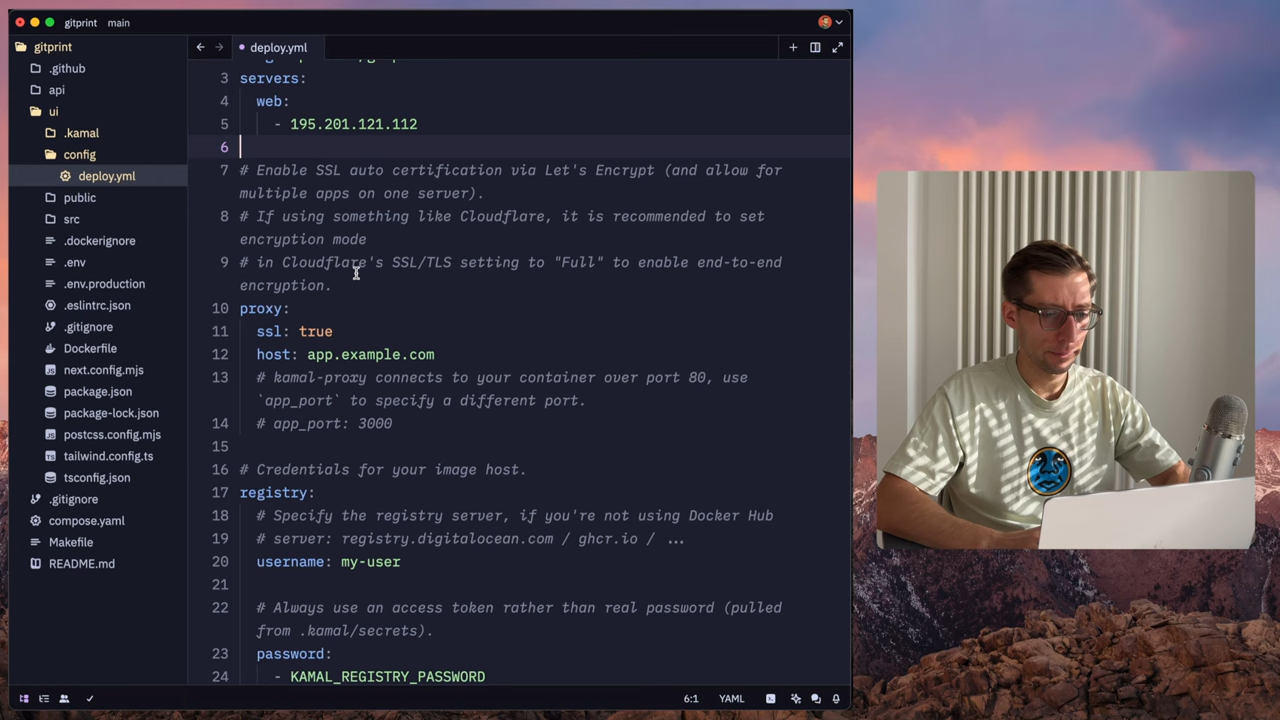 gitprint main
gitprint
.github
api
ui
.kamal
config
deploy.yml
public
src
.dockerignore
.env
.env.production
.eslintrc.json
.gitignore
Dockerfile
next.config.mjs
package.json
package-lock.json
postcss.config.mjs
tailwind.config.ts
tsconfig.json
.gitignore
compose.yaml
Makefile
README.md
deploy.yml
3 servers:
4 web:
5 - 195.201.121.112
6
7 # Enable SSL auto certification via Let's Encrypt (and allow for
multiple apps on one server).
8 # If using something like Cloudflare, it is recommended to set
encryption mode
9 # in Cloudflare's SSL/TLS setting to "Full" to enable end-to-end
encryption.
10 proxy:
11 ssl: true
12 host: app.example.com
13 # kamal-proxy connects to your container over port 80, use
`app_port` to specify a different port.
14 # app_port: 3000
15
16 # Credentials for your image host.
17 registry:
18 # Specify the registry server, if you're not using Docker Hub
19 # server: registry.digitalocean.com / ghcr.io / ...
20 username: my-user
21
22 # Always use an access token rather than real password (pulled
from .kamal/secrets).
23 password:
24 - KAMAL_REGISTRY_PASSWORD
6:1 YAML